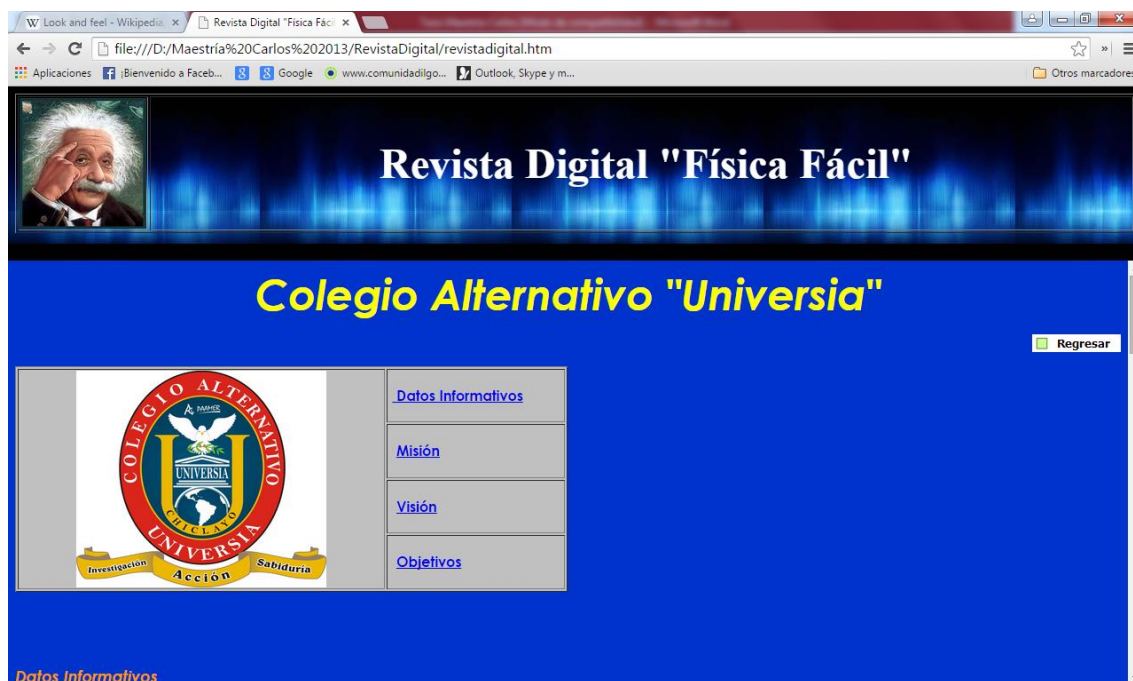 W Look and feel - Wikipedia
Revista Digital "Física Fácil
file:///D:/Maestría%20Carlos%202013/RevistaDigital/revistadigital.htm
Aplicaciones
¡Bienvenido a Faceb...
Google
www.comunidadilgo...
Outlook, Skype y m...
Otros marcadores
Revista Digital "Física Fácil"
Colegio Alternativo "Universia"
Regresar
COLEGIO ALTERNATIVO
UNIVERSIA
CHICLAYO
UNIVERSIA
Investigación
Acción
Sabiduría
Datos Informativos
Misión
Visión
Objetivos
Datos Informativos